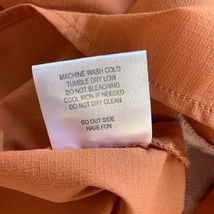 MACHINE WASH COLD
TUMBLE DRY LOW
DO NOT BLEACHING
COOL IRON IF NEEDED
DO NOT DRY CLEAN
GO OUT SIDE
HAVE FUN